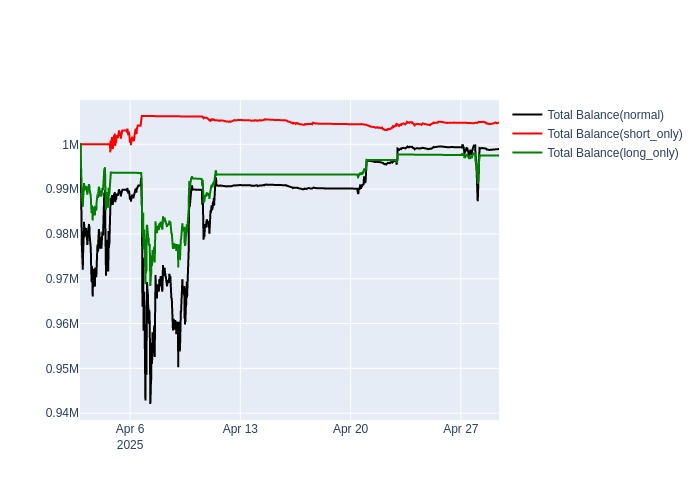 Total Balance(normal)
Total Balance(short_only)
Total Balance(long_only)
1M
0.99M
0.98M
0.97M
0.96M
0.95M
0.94M
Apr 6
2025
Apr 13
Apr 20
Apr 27